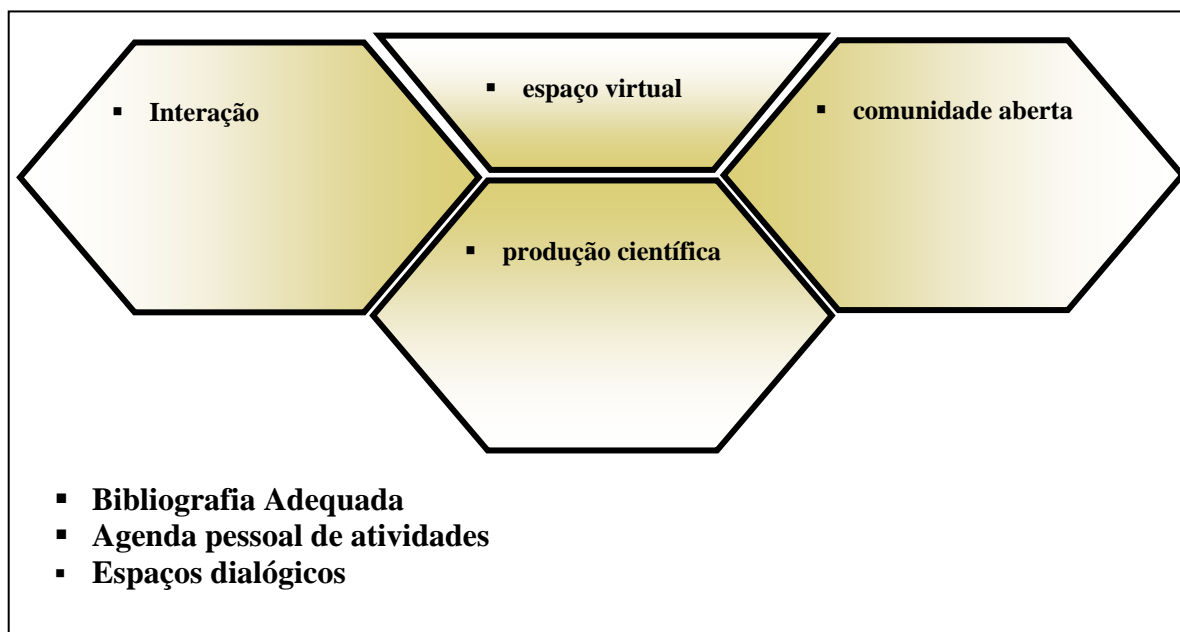 ▪ Interação
▪ espaço virtual
▪ comunidade aberta
▪ produção científica
▪ Bibliografia Adequada
▪ Agenda pessoal de atividades
▪ Espaços dialógicos